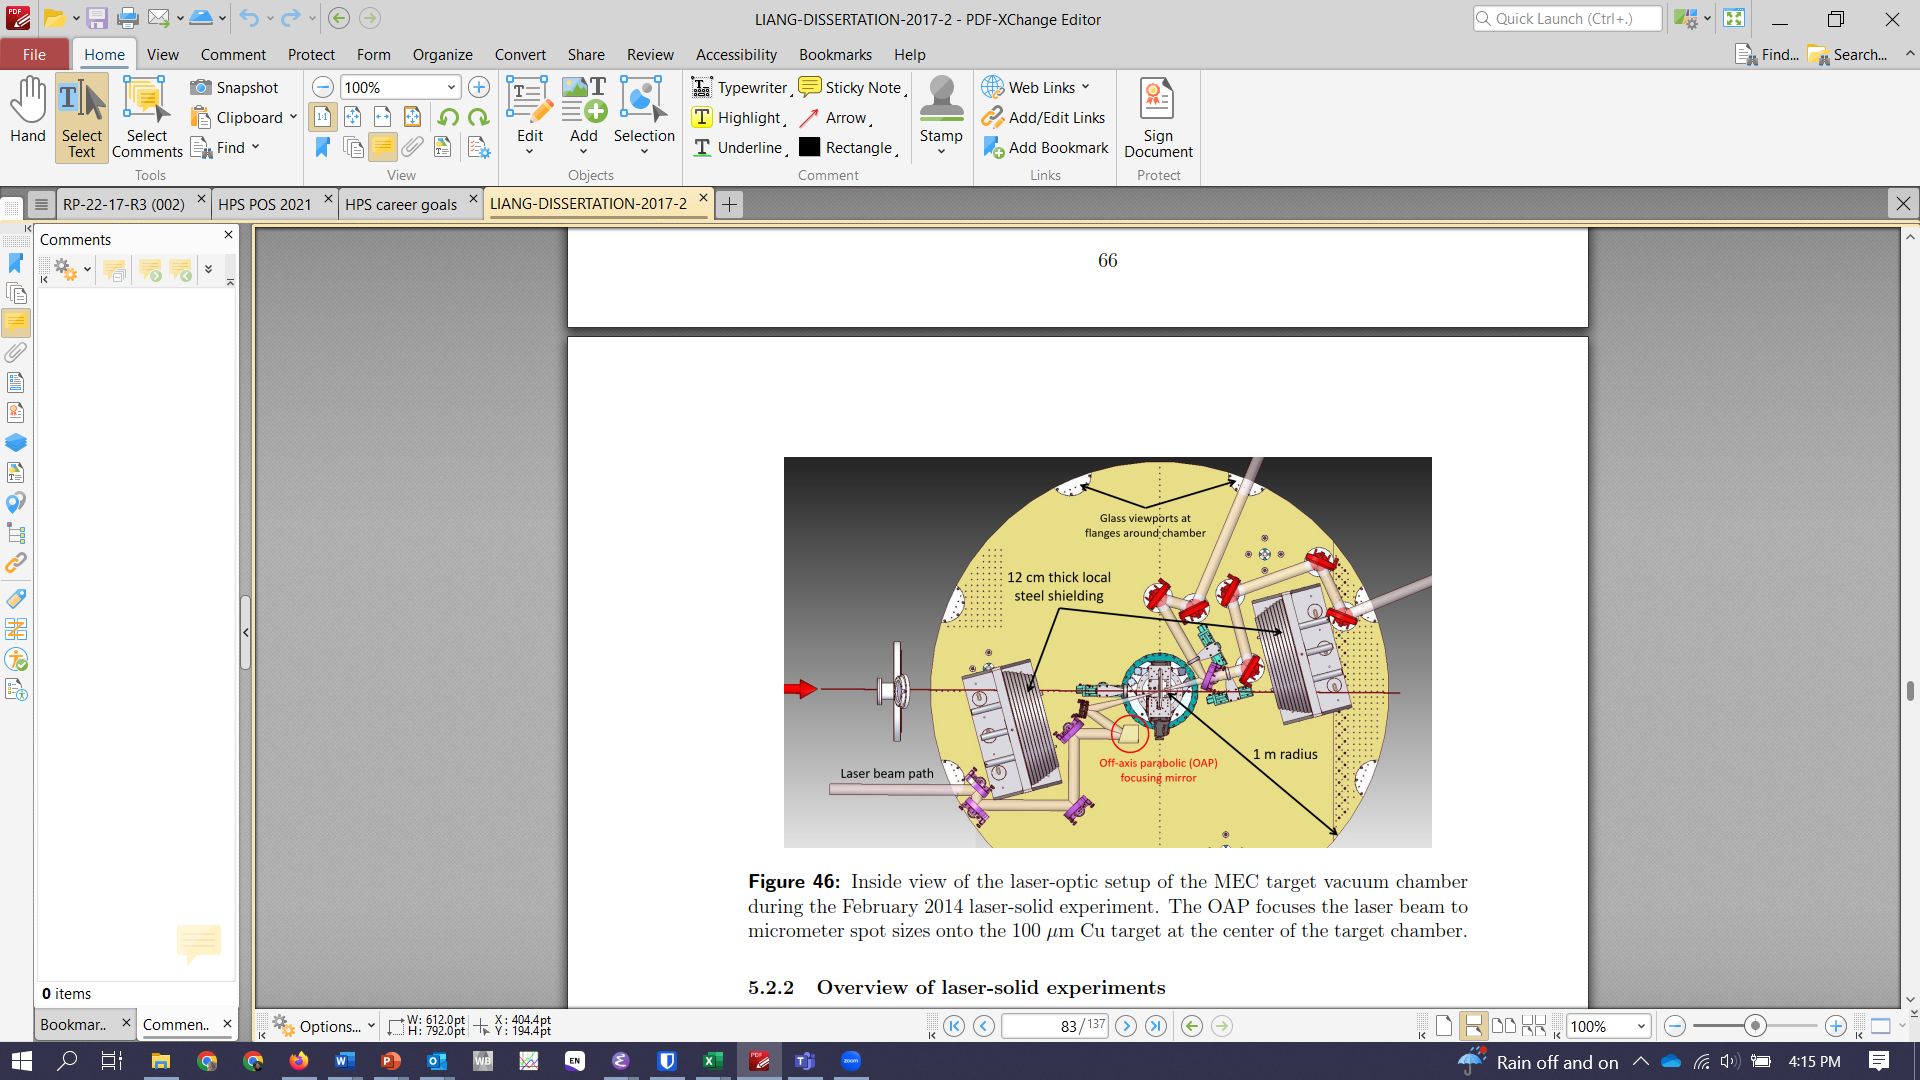 LIANG-DISSERTATION-2017-2 - PDF-XChange Editor
Quick Launch (Ctrl+.)
File
Home
View
Comment
Protect
Form
Organize
Convert
Share
Review
Accessibility
Bookmarks
Help
Find...
Search...
Hand
Select
Text
Select
Comments
Snapshot
Clipboard
Find
Tools
100%
View
Edit
Add
Selection
Objects
Typewriter
Highlight
Underline
Sticky Note
Arrow
Rectangle
Stamp
Comment
Web Links
Add/Edit Links
Add Bookmark
Links
Sign
Document
Protect
RP-22-17-R3 (002)
HPS POS 2021
HPS career goals
LIANG-DISSERTATION-2017-2
Comments
0 items
Bookmar..
Commen..
66
Glass viewports at
flanges around chamber
12 cm thick local
steel shielding
1 m radius
Off-axis parabolic (OAP)
focusing mirror
Laser beam path
Figure 46: Inside view of the laser-optic setup of the MEC target vacuum chamber
during the February 2014 laser-solid experiment. The OAP focuses the laser beam to
micrometer spot sizes onto the 100 μm Cu target at the center of the target chamber.
5.2.2 Overview of laser-solid experiments
Options...
W: 612.0pt
H: 792.0pt
X: 404.4pt
Y: 194.4pt
83/137
100%
EN
WB
zoom
Rain off and on
4:15 PM